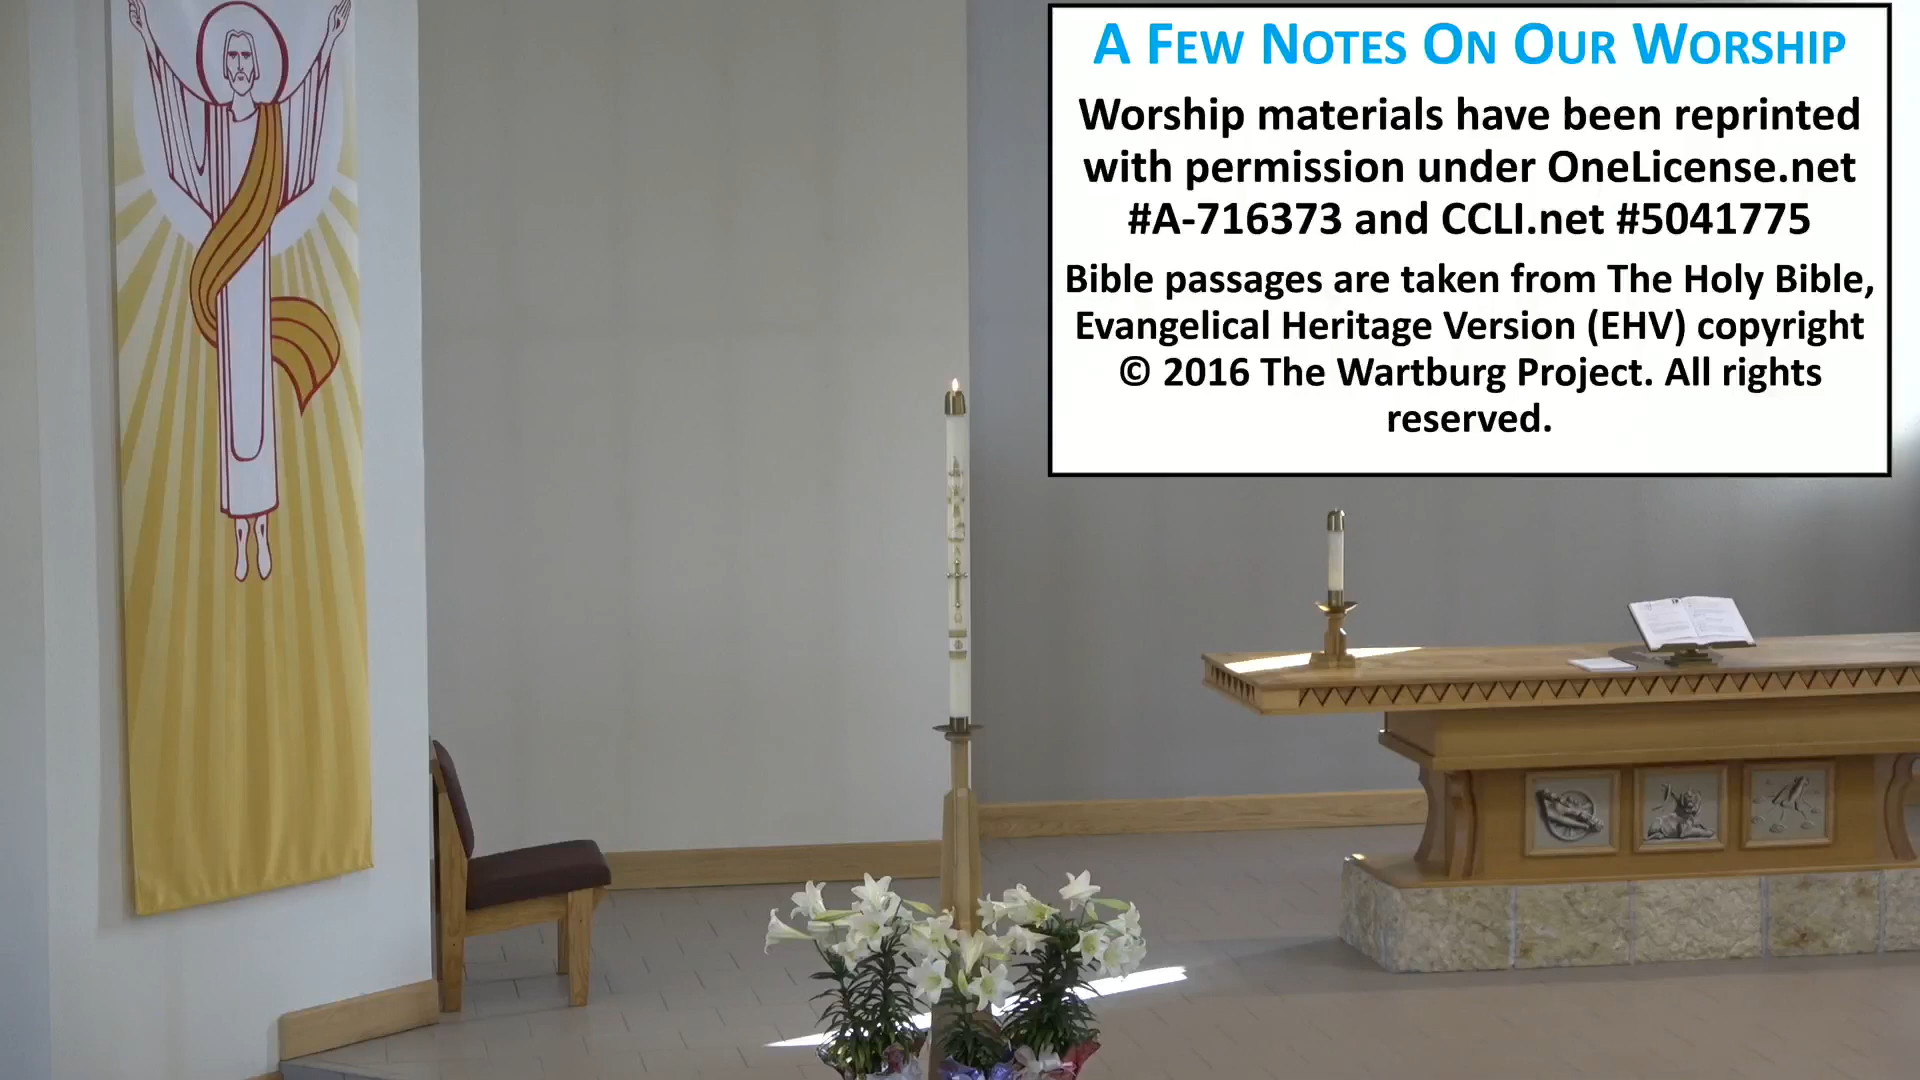 A FEW NOTES ON OUR WORSHIP
Worship materials have been reprinted
with permission under OneLicense.net
#A-716373 and CCLI.net #5041775
Bible passages are taken from The Holy Bible,
Evangelical Heritage Version (EHV) copyright
© 2016 The Wartburg Project. All rights
reserved.